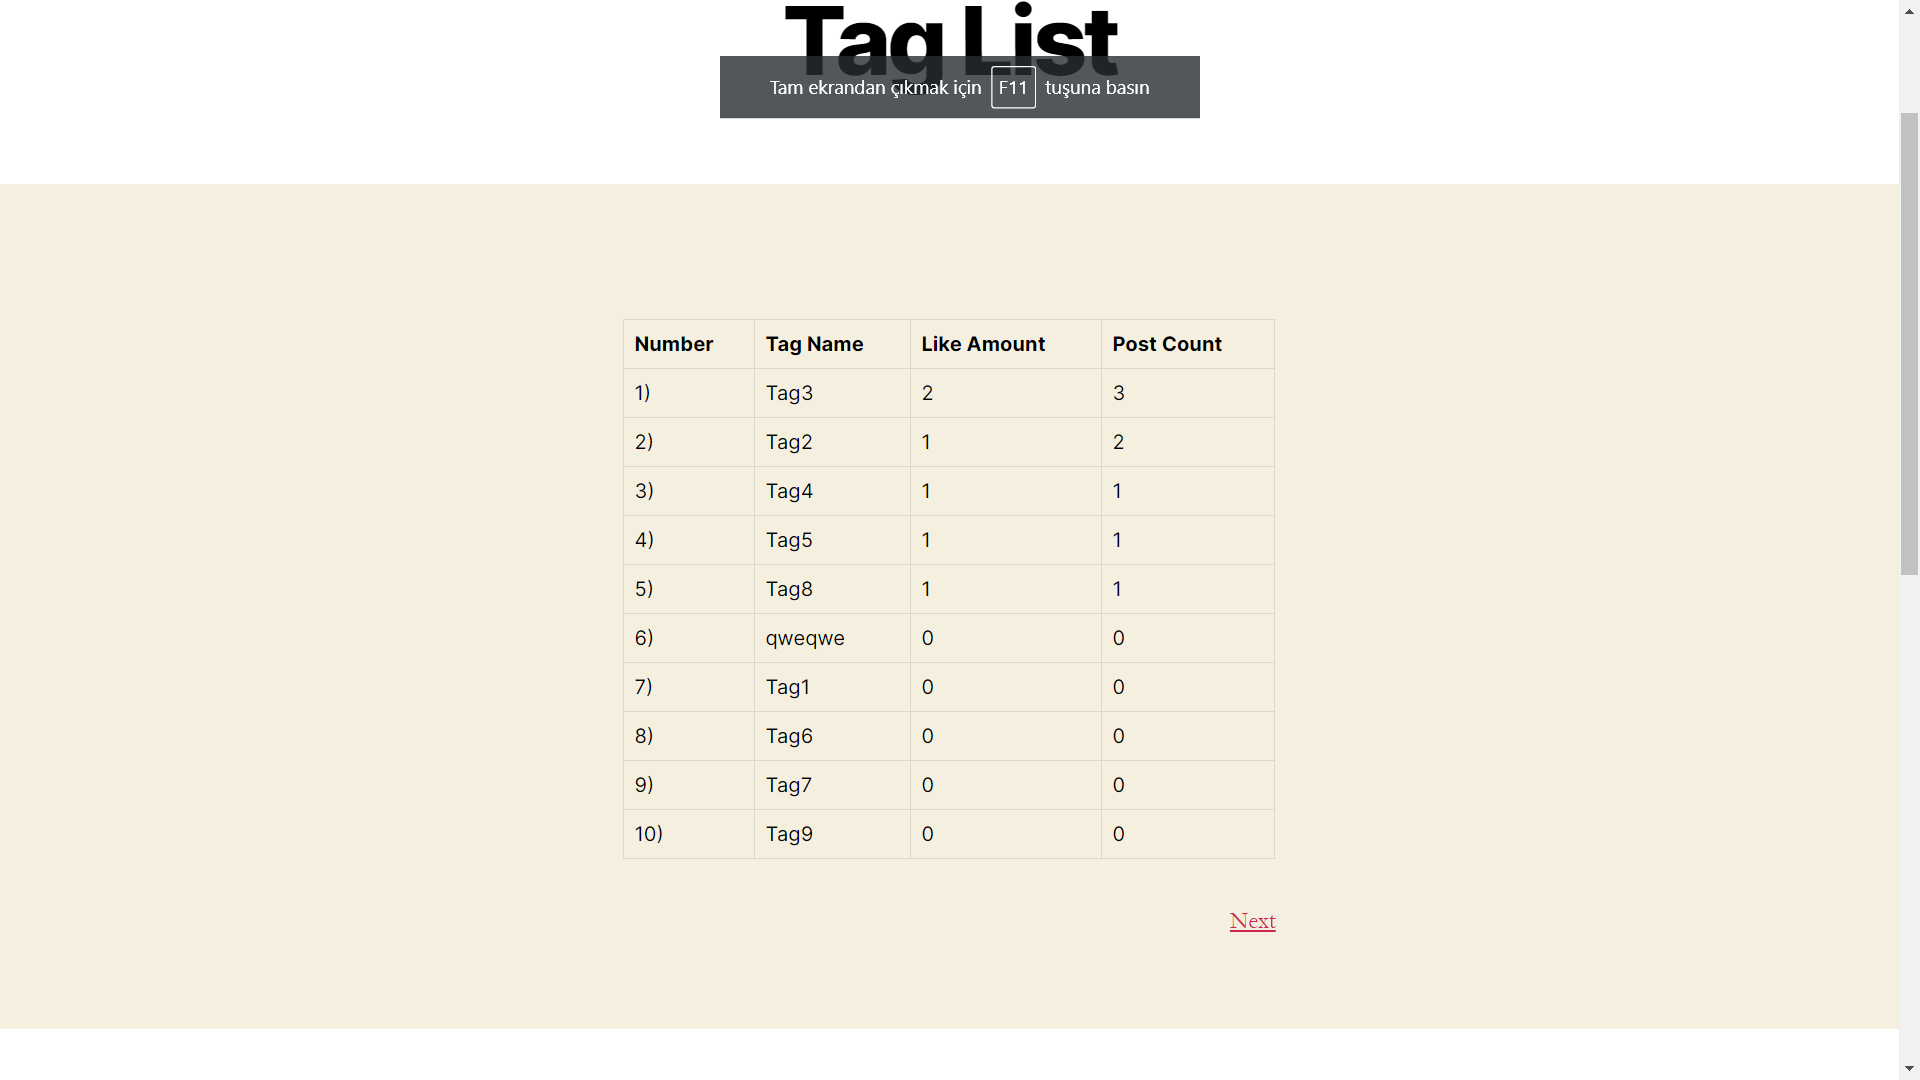 Tag List
Tam ekrandan çıkmak için F11 tuşuna basın
Number Tag Name Like Amount Post Count
1) Tag3 2 3
2) Tag2 1 2
3) Tag4 1 1
4) Tag5 1 1
5) Tag8 1 1
6) qweqwe 0 0
7) Tag1 0 0
8) Tag6 0 0
9) Tag7 0 0
10) Tag9 0 0
Next